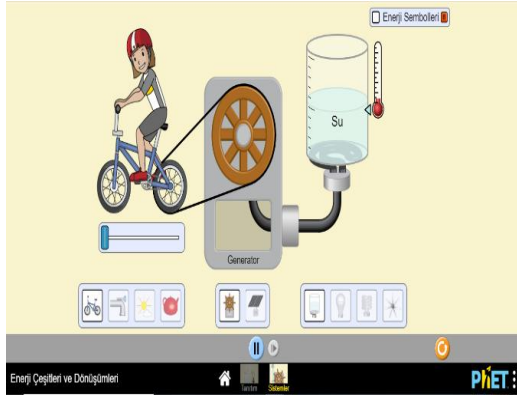 Enerji Sembolleri E
Su
Generator
Enerji Çeşitleri ve Dönüşümleri
Tanıtım
Sistemler
PhET